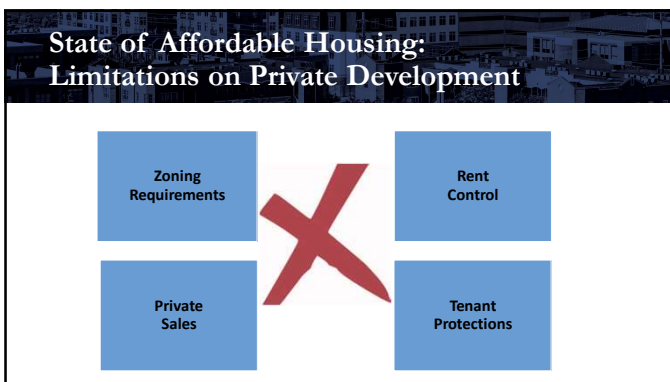 State of Affordable Housing:
Limitations on Private Development
Zoning
Requirements
Rent
Control
Private
Sales
Tenant
Protections